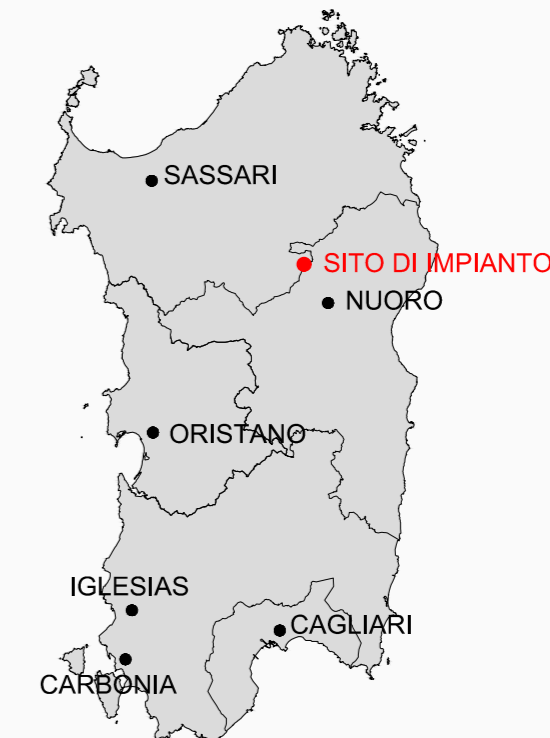 SASSARI
SITO DI IMPIANTO
NUORO
ORISTANO
IGLESIAS
CAGLIARI
CARBONIA